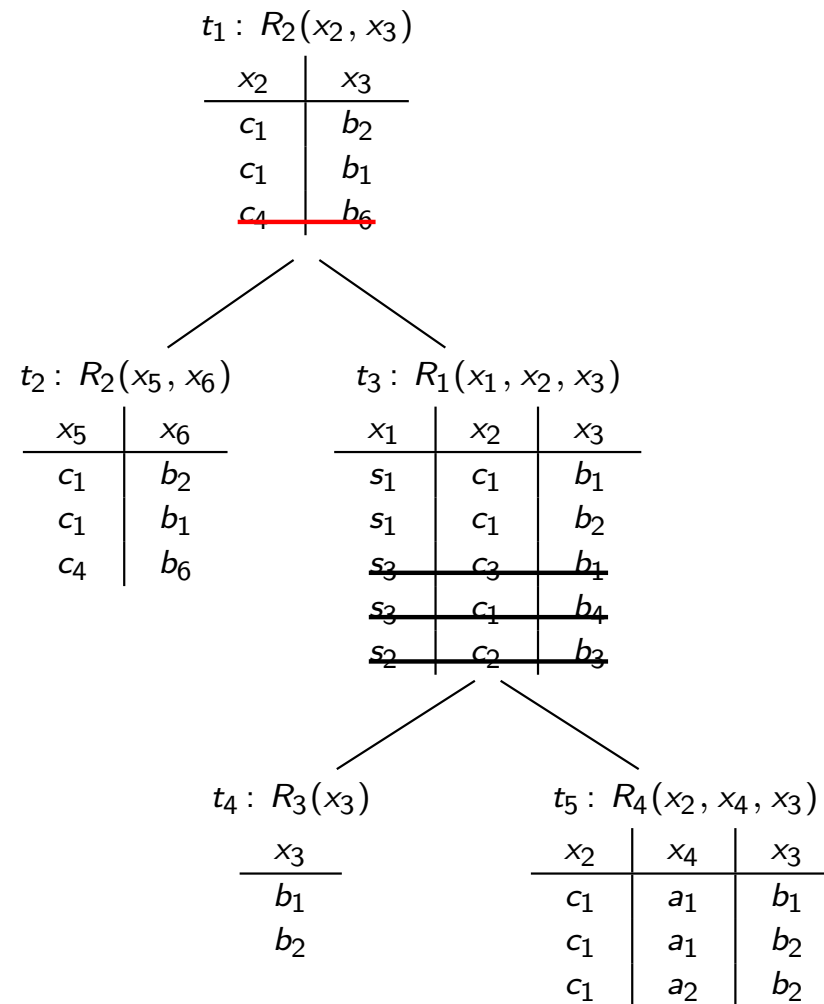 t₁ : R₂(x₂, x₃)
x₂ x₃
c₁ b₂
c₁ b₁
c₄ b₆
t₂ : R₂(x₅, x₆)
x₅ x₆
c₁ b₂
c₁ b₁
c₄ b₆
t₃ : R₁(x₁, x₂, x₃)
x₁ x₂ x₃
s₁ c₁ b₁
s₁ c₁ b₂
s₃ c₃ b₁
s₃ c₁ b₄
s₂ c₂ b₃
t₄ : R₃(x₃)
x₃
b₁
b₂
t₅ : R₄(x₂, x₄, x₃)
x₂ x₄ x₃
c₁ a₁ b₁
c₁ a₁ b₂
c₁ a₂ b₂